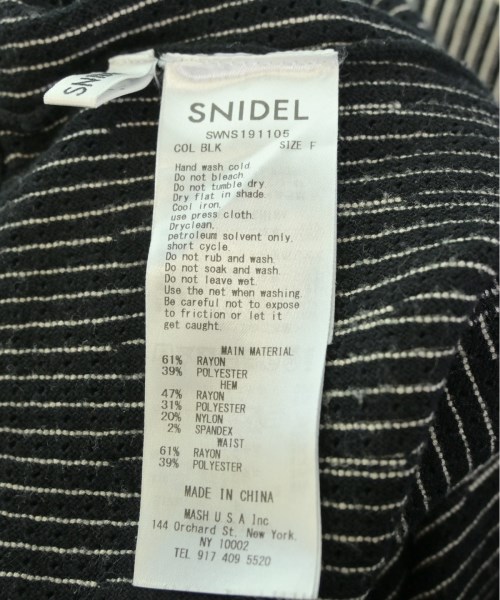 SNIDEL
SWNS191105
COL BLK SIZE F
Hand wash cold.
Do not bleach.
Do not tumble dry
Dry flat in shade.
Cool iron.
use press cloth.
Dryclean,
petroleum solvent only,
short cycle.
Do not rub and wash.
Do not soak and wash.
Do not leave wet.
Use the net when washing.
Be careful not to expose
to friction or let it
get caught.
MAIN MATERIAL
61% RAYON
39% POLYESTER
HEM
47% RAYON
31% POLYESTER
20% NYLON
2% SPANDEX
WAIST
61% RAYON
39% POLYESTER
MADE IN CHINA
MASH U S A Inc
144 Orchard St. New York.
NY 10002
TEL 917 409 5520